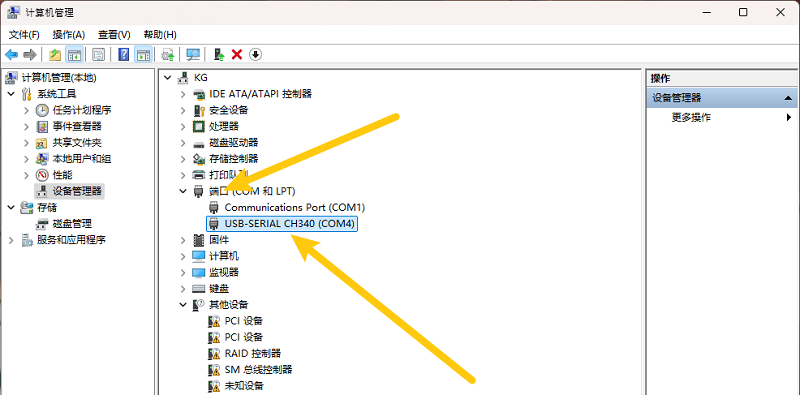 计算机管理
文件(F) 操作(A) 查看(V) 帮助(H)
计算机管理(本地)
系统工具
任务计划程序
事件查看器
共享文件夹
本地用户和组
性能
设备管理器
存储
磁盘管理
服务和应用程序
KG
IDE ATA/ATAPI 控制器
安全设备
处理器
磁盘驱动器
存储控制器
打印队列
端口 (COM 和 LPT)
Communications Port (COM1)
USB-SERIAL CH340 (COM4)
固件
计算机
监视器
键盘
其他设备
PCI 设备
PCI 设备
RAID 控制器
SM 总线控制器
未知设备
操作
设备管理器
更多操作